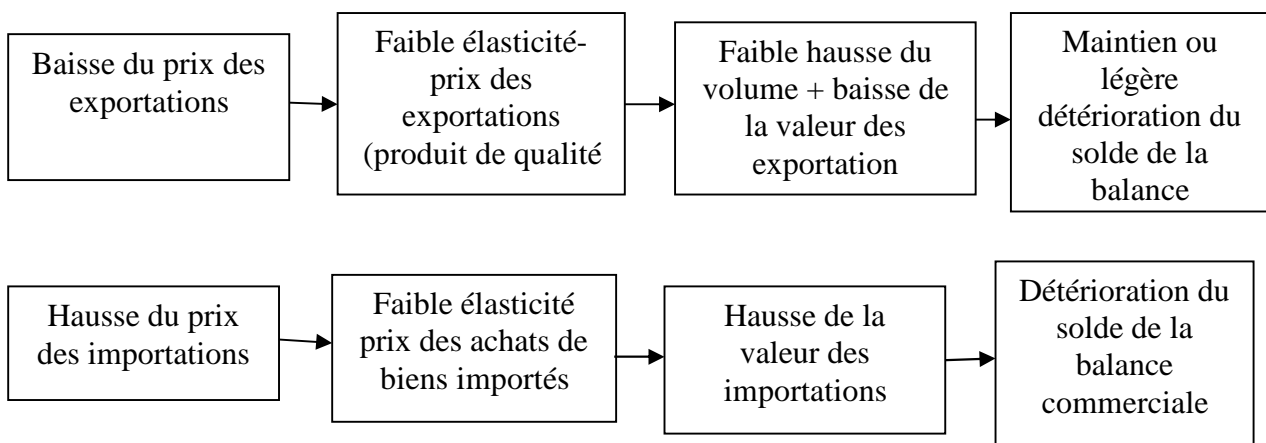 Baisse du prix des
exportations
Faible élasticité-
prix des
exportations
(produit de qualité
Faible hausse du
volume + baisse de
la valeur des
exportation
Maintien ou
légère
détérioration du
solde de la
balance
Hausse du prix
des importations
Faible élasticité
prix des achats de
biens importés
Hausse de la
valeur des
importations
Détérioration du
solde de la
balance
commerciale